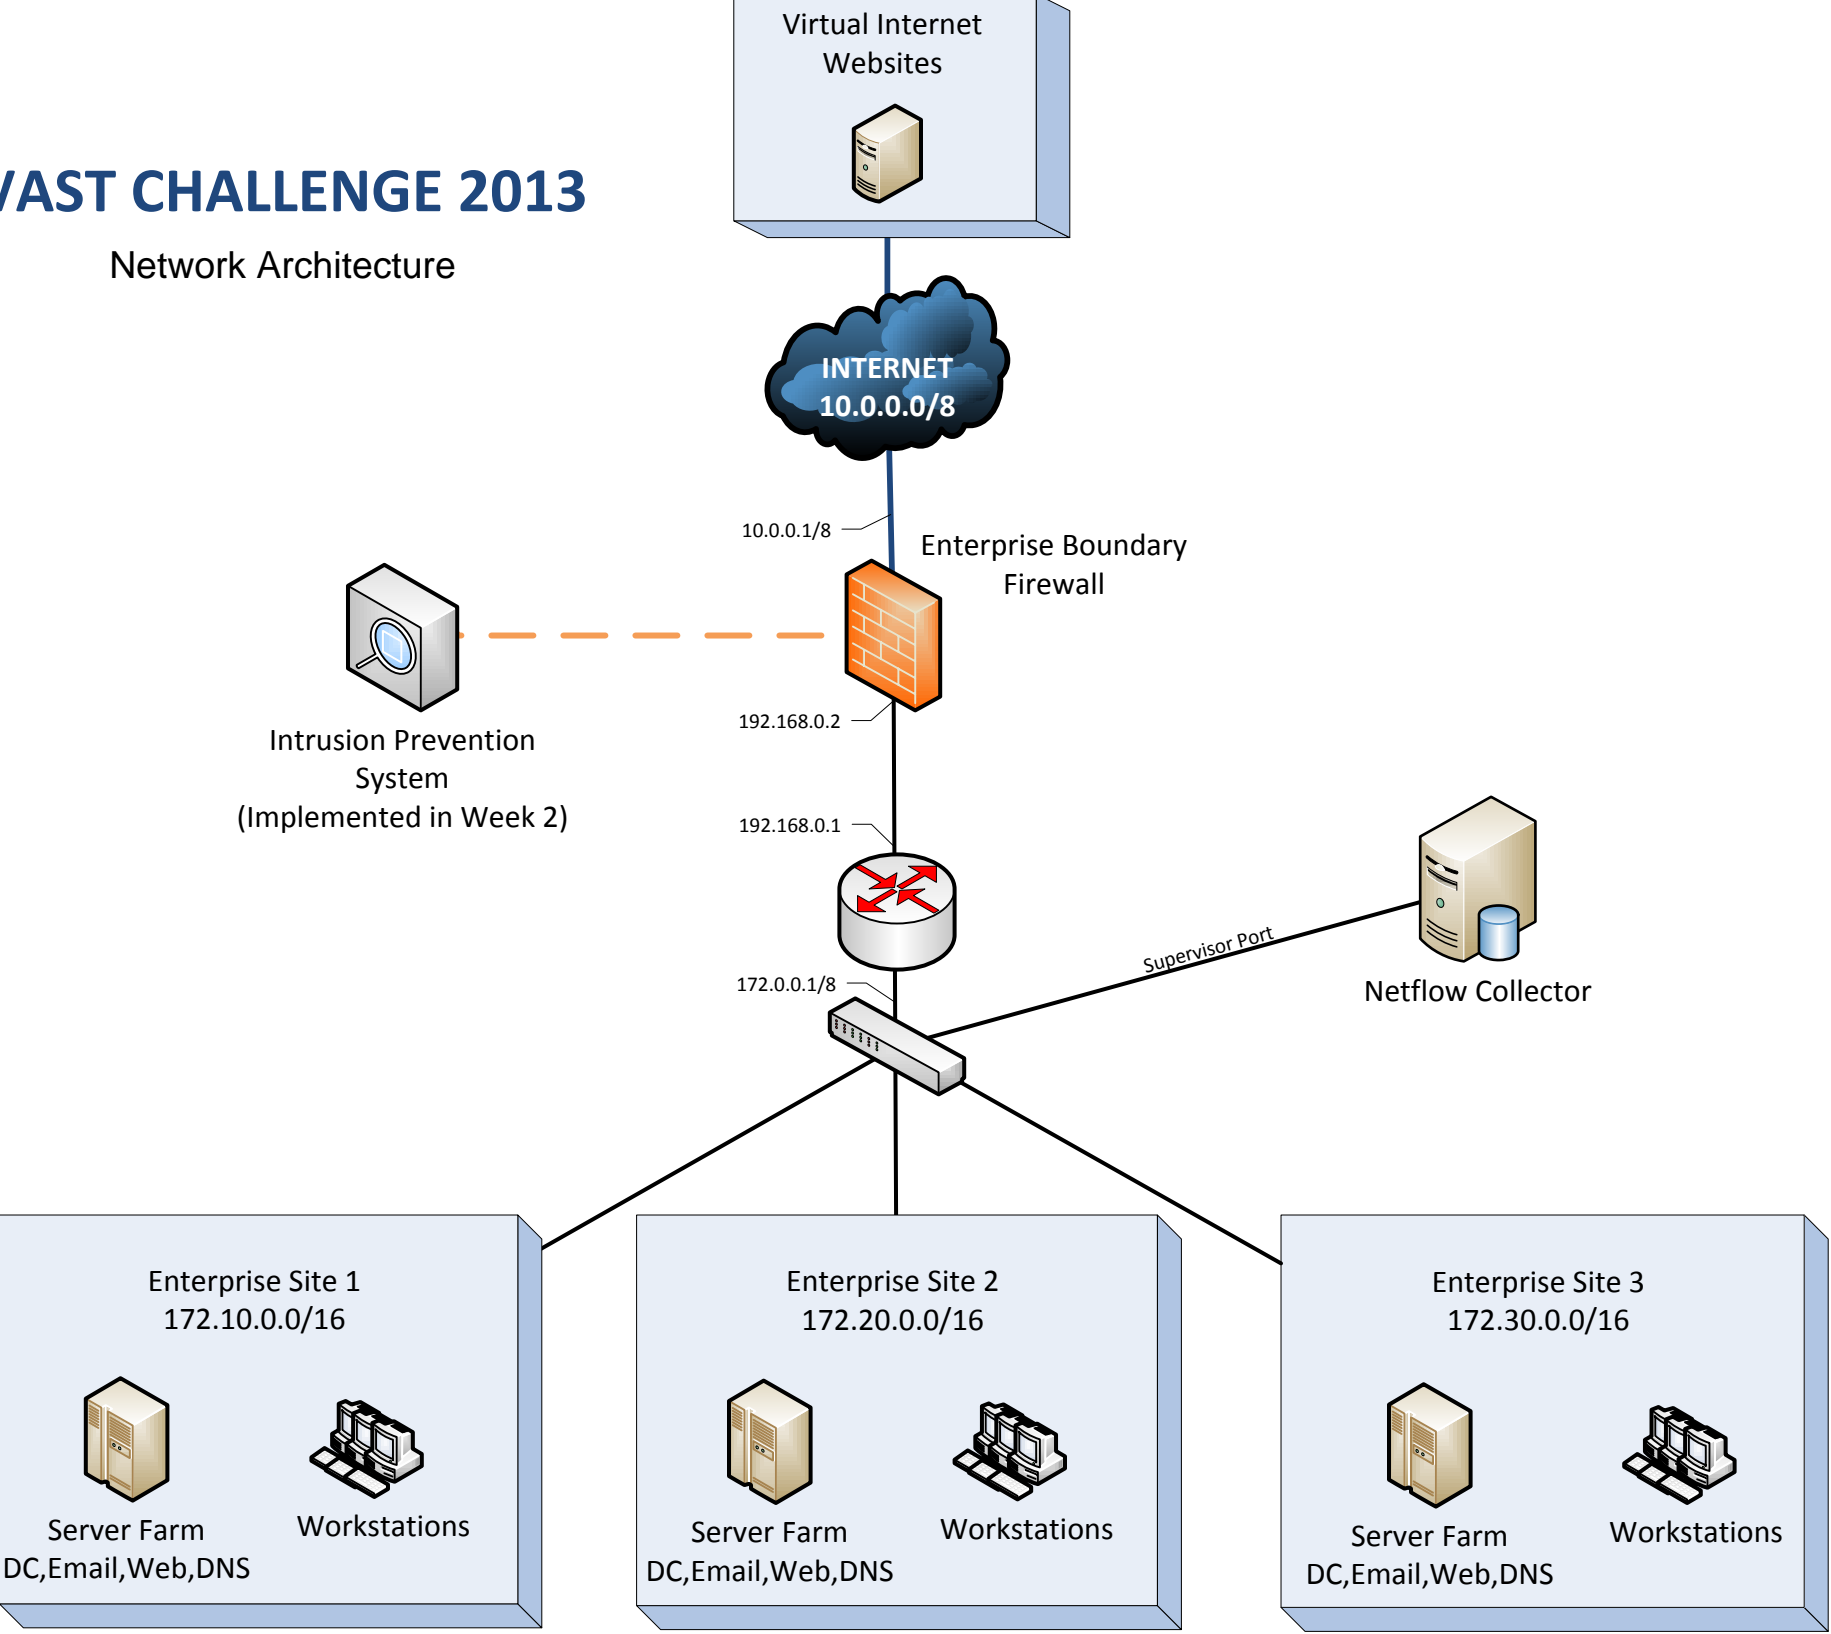 Virtual Internet
Websites
VAST CHALLENGE 2013
Network Architecture
INTERNET
10.0.0.0/8
10.0.0.1/8
Enterprise Boundary
Firewall
192.168.0.2
Intrusion Prevention
System
(Implemented in Week 2)
192.168.0.1
Supervisor Port
172.0.0.1/8
Netflow Collector
Enterprise Site 1
172.10.0.0/16
Server Farm
DC,Email,Web,DNS
Workstations
Enterprise Site 2
172.20.0.0/16
Server Farm
DC,Email,Web,DNS
Workstations
Enterprise Site 3
172.30.0.0/16
Server Farm
DC,Email,Web,DNS
Workstations